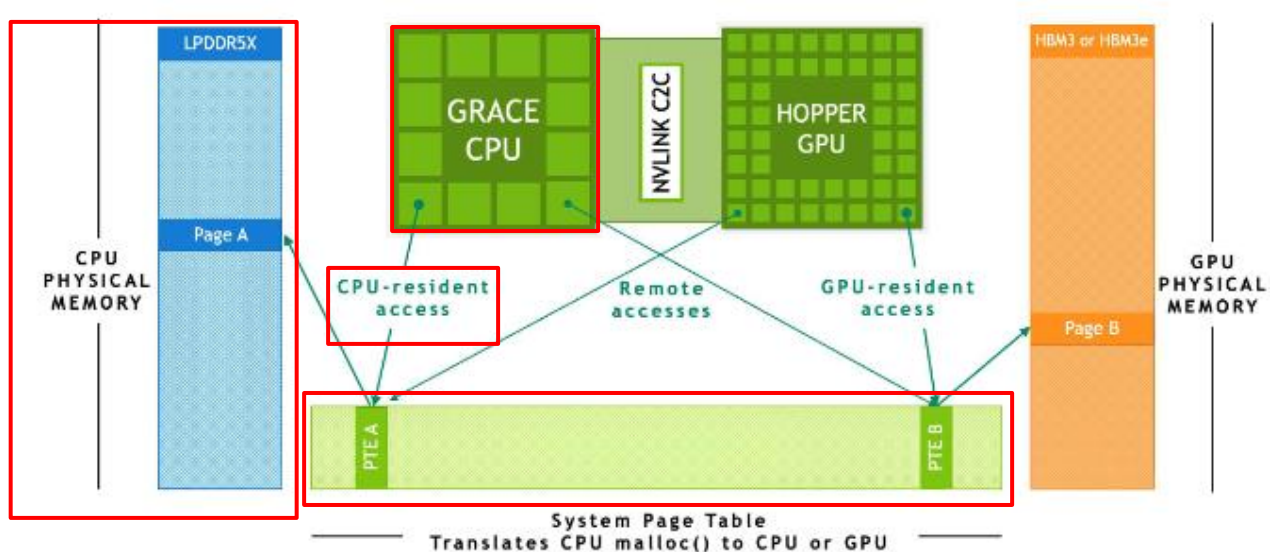 LPDDR5X
Page A
CPU
PHYSICAL
MEMORY
GRACE
CPU
NVLINK C2C
HOPPER
GPU
HBM3 or HBM3e
Page B
GPU
PHYSICAL
MEMORY
CPU-resident
access
Remote
accesses
GPU-resident
access
PTE A
PTE B
System Page Table
Translates CPU malloc() to CPU or GPU